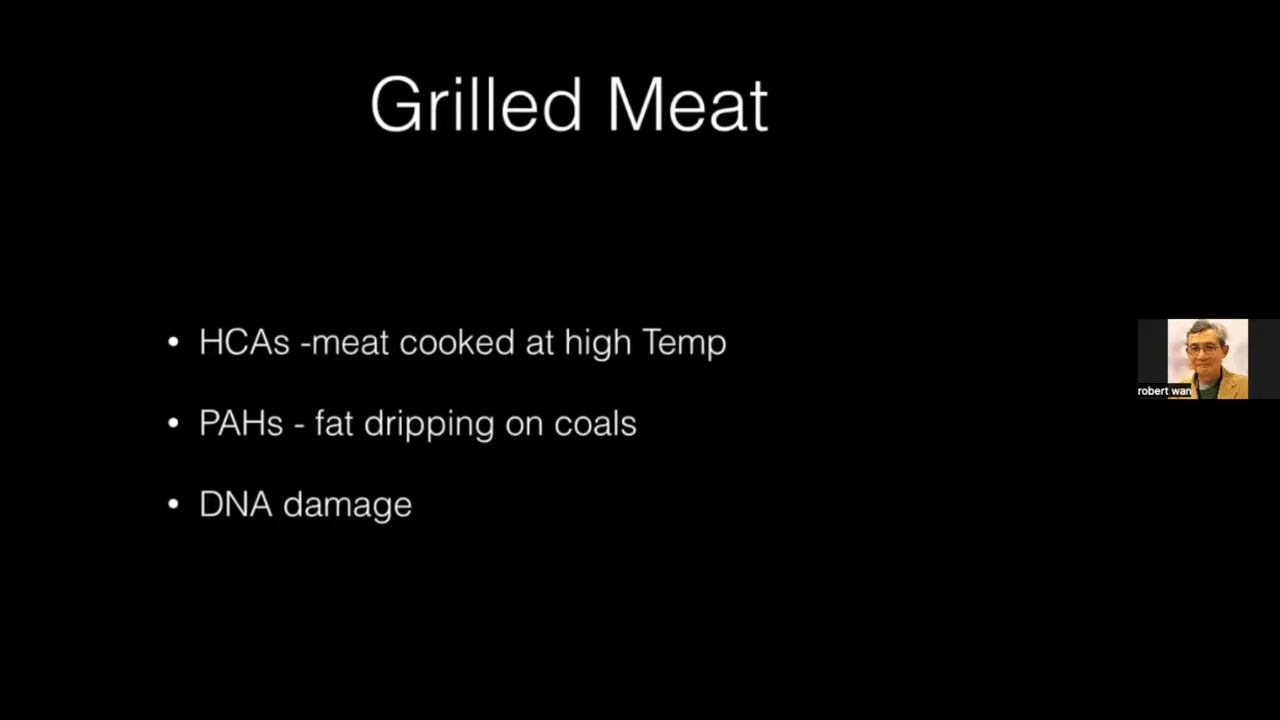 Grilled Meat
• HCAs -meat cooked at high Temp
• PAHs - fat dripping on coals
• DNA damage
robert wan